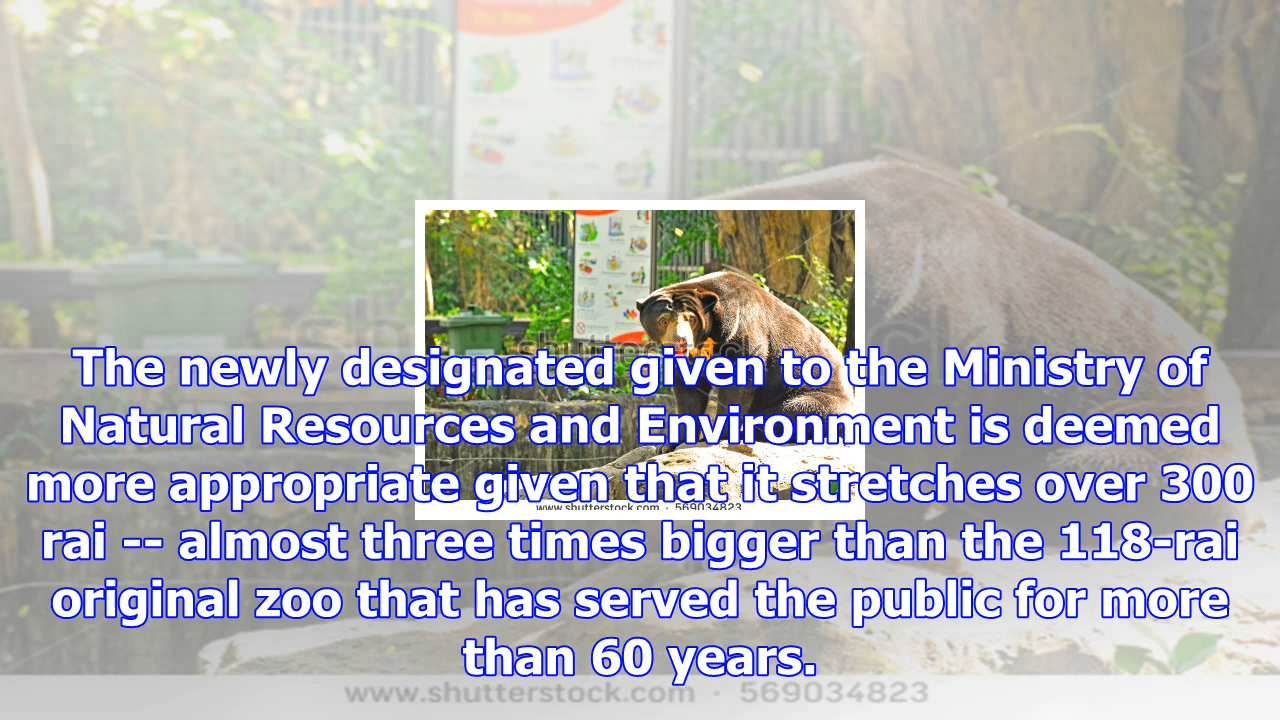 The newly designated given to the Ministry of
Natural Resources and Environment is deemed
more appropriate given that it stretches over 300
rai -- almost three times bigger than the 118-rai
original zoo that has served the public for more
than 60 years.
www.shutterstock.com · 569034823
www.shutterstock.com · 569034823